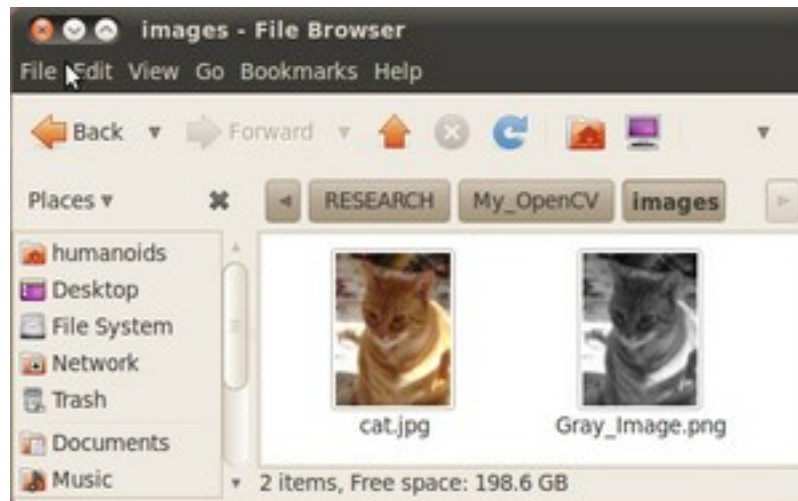 images - File Browser
File Edit View Go Bookmarks Help
Back Forward
Places RESEARCH My_OpenCV images
humanoids
Desktop
File System
Network
Trash
Documents
Music
cat.jpg Gray_Image.png
2 items, Free space: 198.6 GB